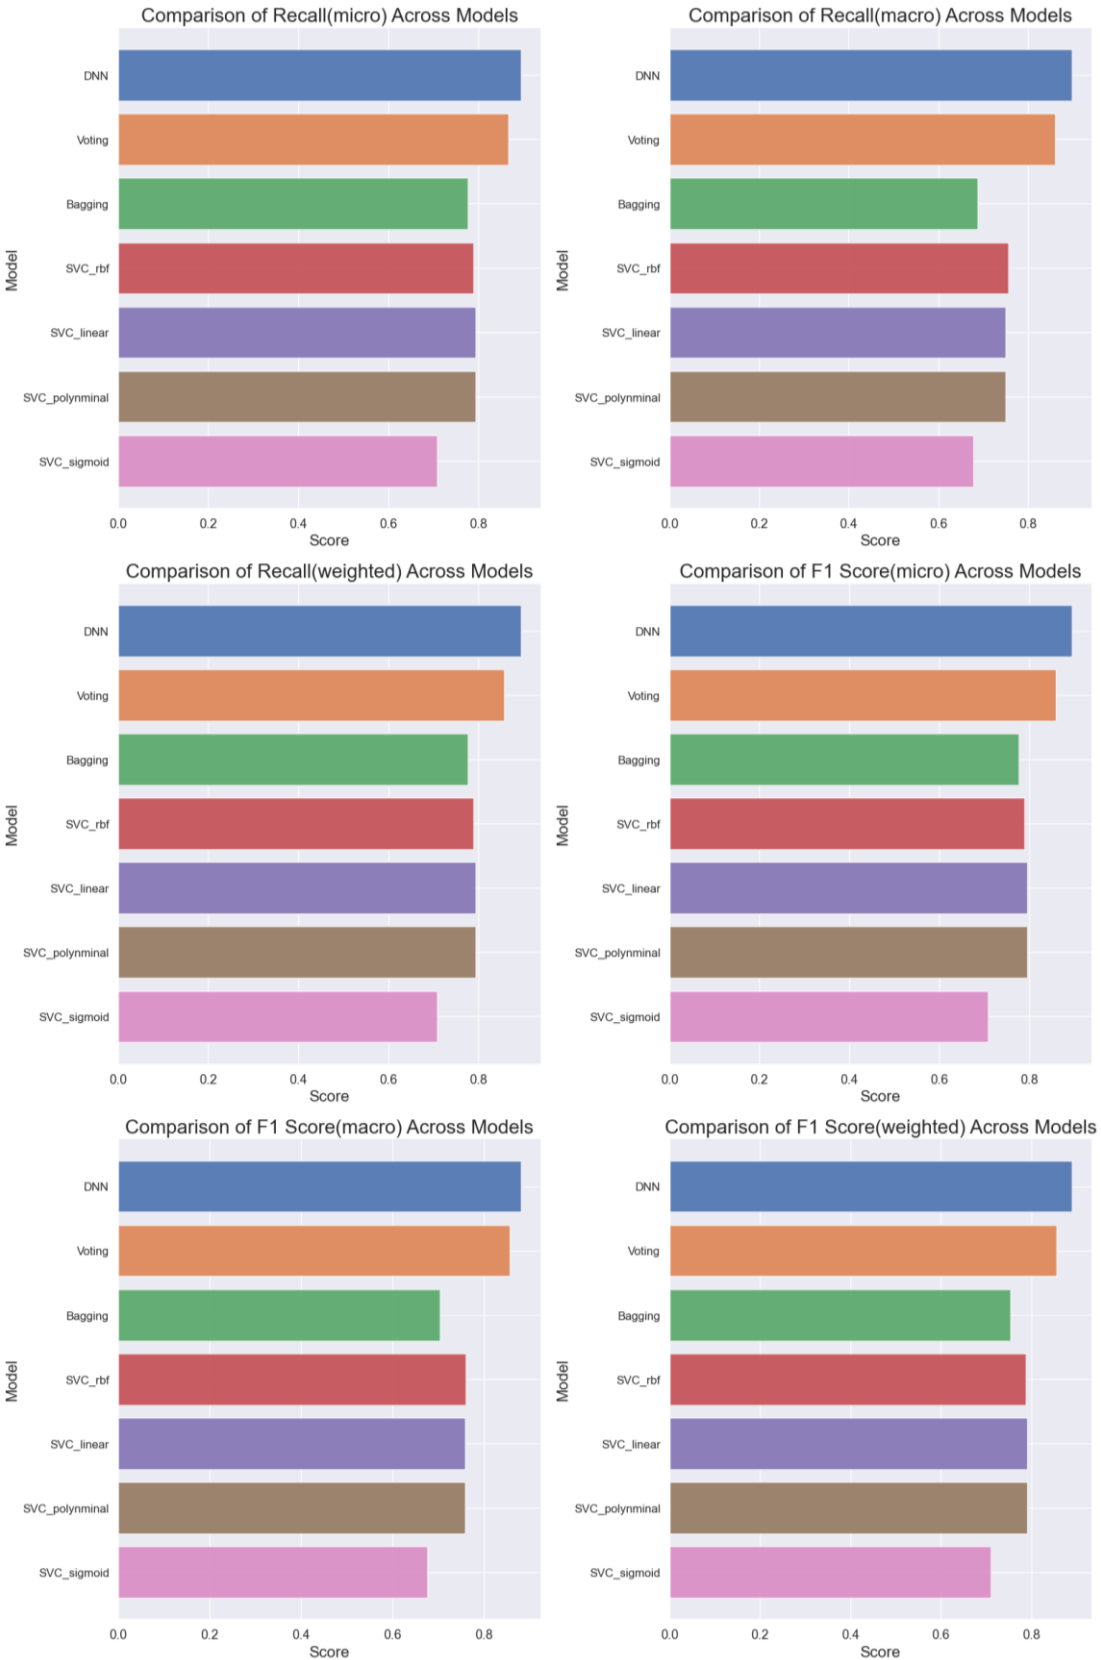 Comparison of Recall(micro) Across Models
DNN
Voting
Bagging
SVC_rbf
SVC_linear
SVC_polynminal
SVC_sigmoid
Model
0.0 0.2 0.4 0.6 0.8
Score
Comparison of Recall(macro) Across Models
DNN
Voting
Bagging
SVC_rbf
SVC_linear
SVC_polynminal
SVC_sigmoid
Model
0.0 0.2 0.4 0.6 0.8
Score
Comparison of Recall(weighted) Across Models
DNN
Voting
Bagging
SVC_rbf
SVC_linear
SVC_polynminal
SVC_sigmoid
Model
0.0 0.2 0.4 0.6 0.8
Score
Comparison of F1 Score(micro) Across Models
DNN
Voting
Bagging
SVC_rbf
SVC_linear
SVC_polynminal
SVC_sigmoid
Model
0.0 0.2 0.4 0.6 0.8
Score
Comparison of F1 Score(macro) Across Models
DNN
Voting
Bagging
SVC_rbf
SVC_linear
SVC_polynminal
SVC_sigmoid
Model
0.0 0.2 0.4 0.6 0.8
Score
Comparison of F1 Score(weighted) Across Models
DNN
Voting
Bagging
SVC_rbf
SVC_linear
SVC_polynminal
SVC_sigmoid
Model
0.0 0.2 0.4 0.6 0.8
Score